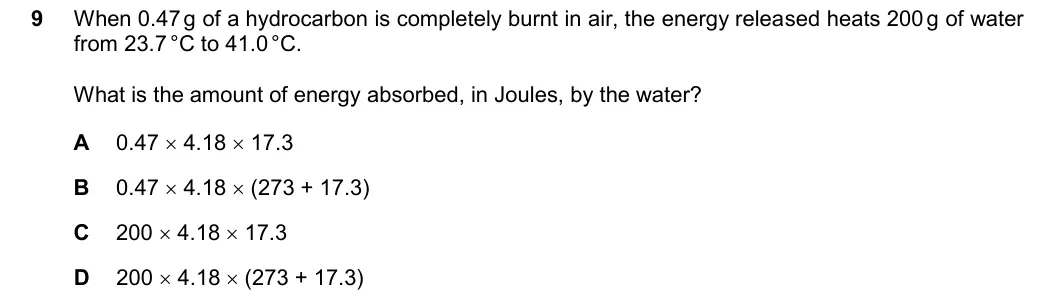 9 When 0.47 g of a hydrocarbon is completely burnt in air, the energy released heats 200 g of water
from 23.7 °C to 41.0 °C.
What is the amount of energy absorbed, in Joules, by the water?
A 0.47 × 4.18 × 17.3
B 0.47 × 4.18 × (273 + 17.3)
C 200 × 4.18 × 17.3
D 200 × 4.18 × (273 + 17.3)